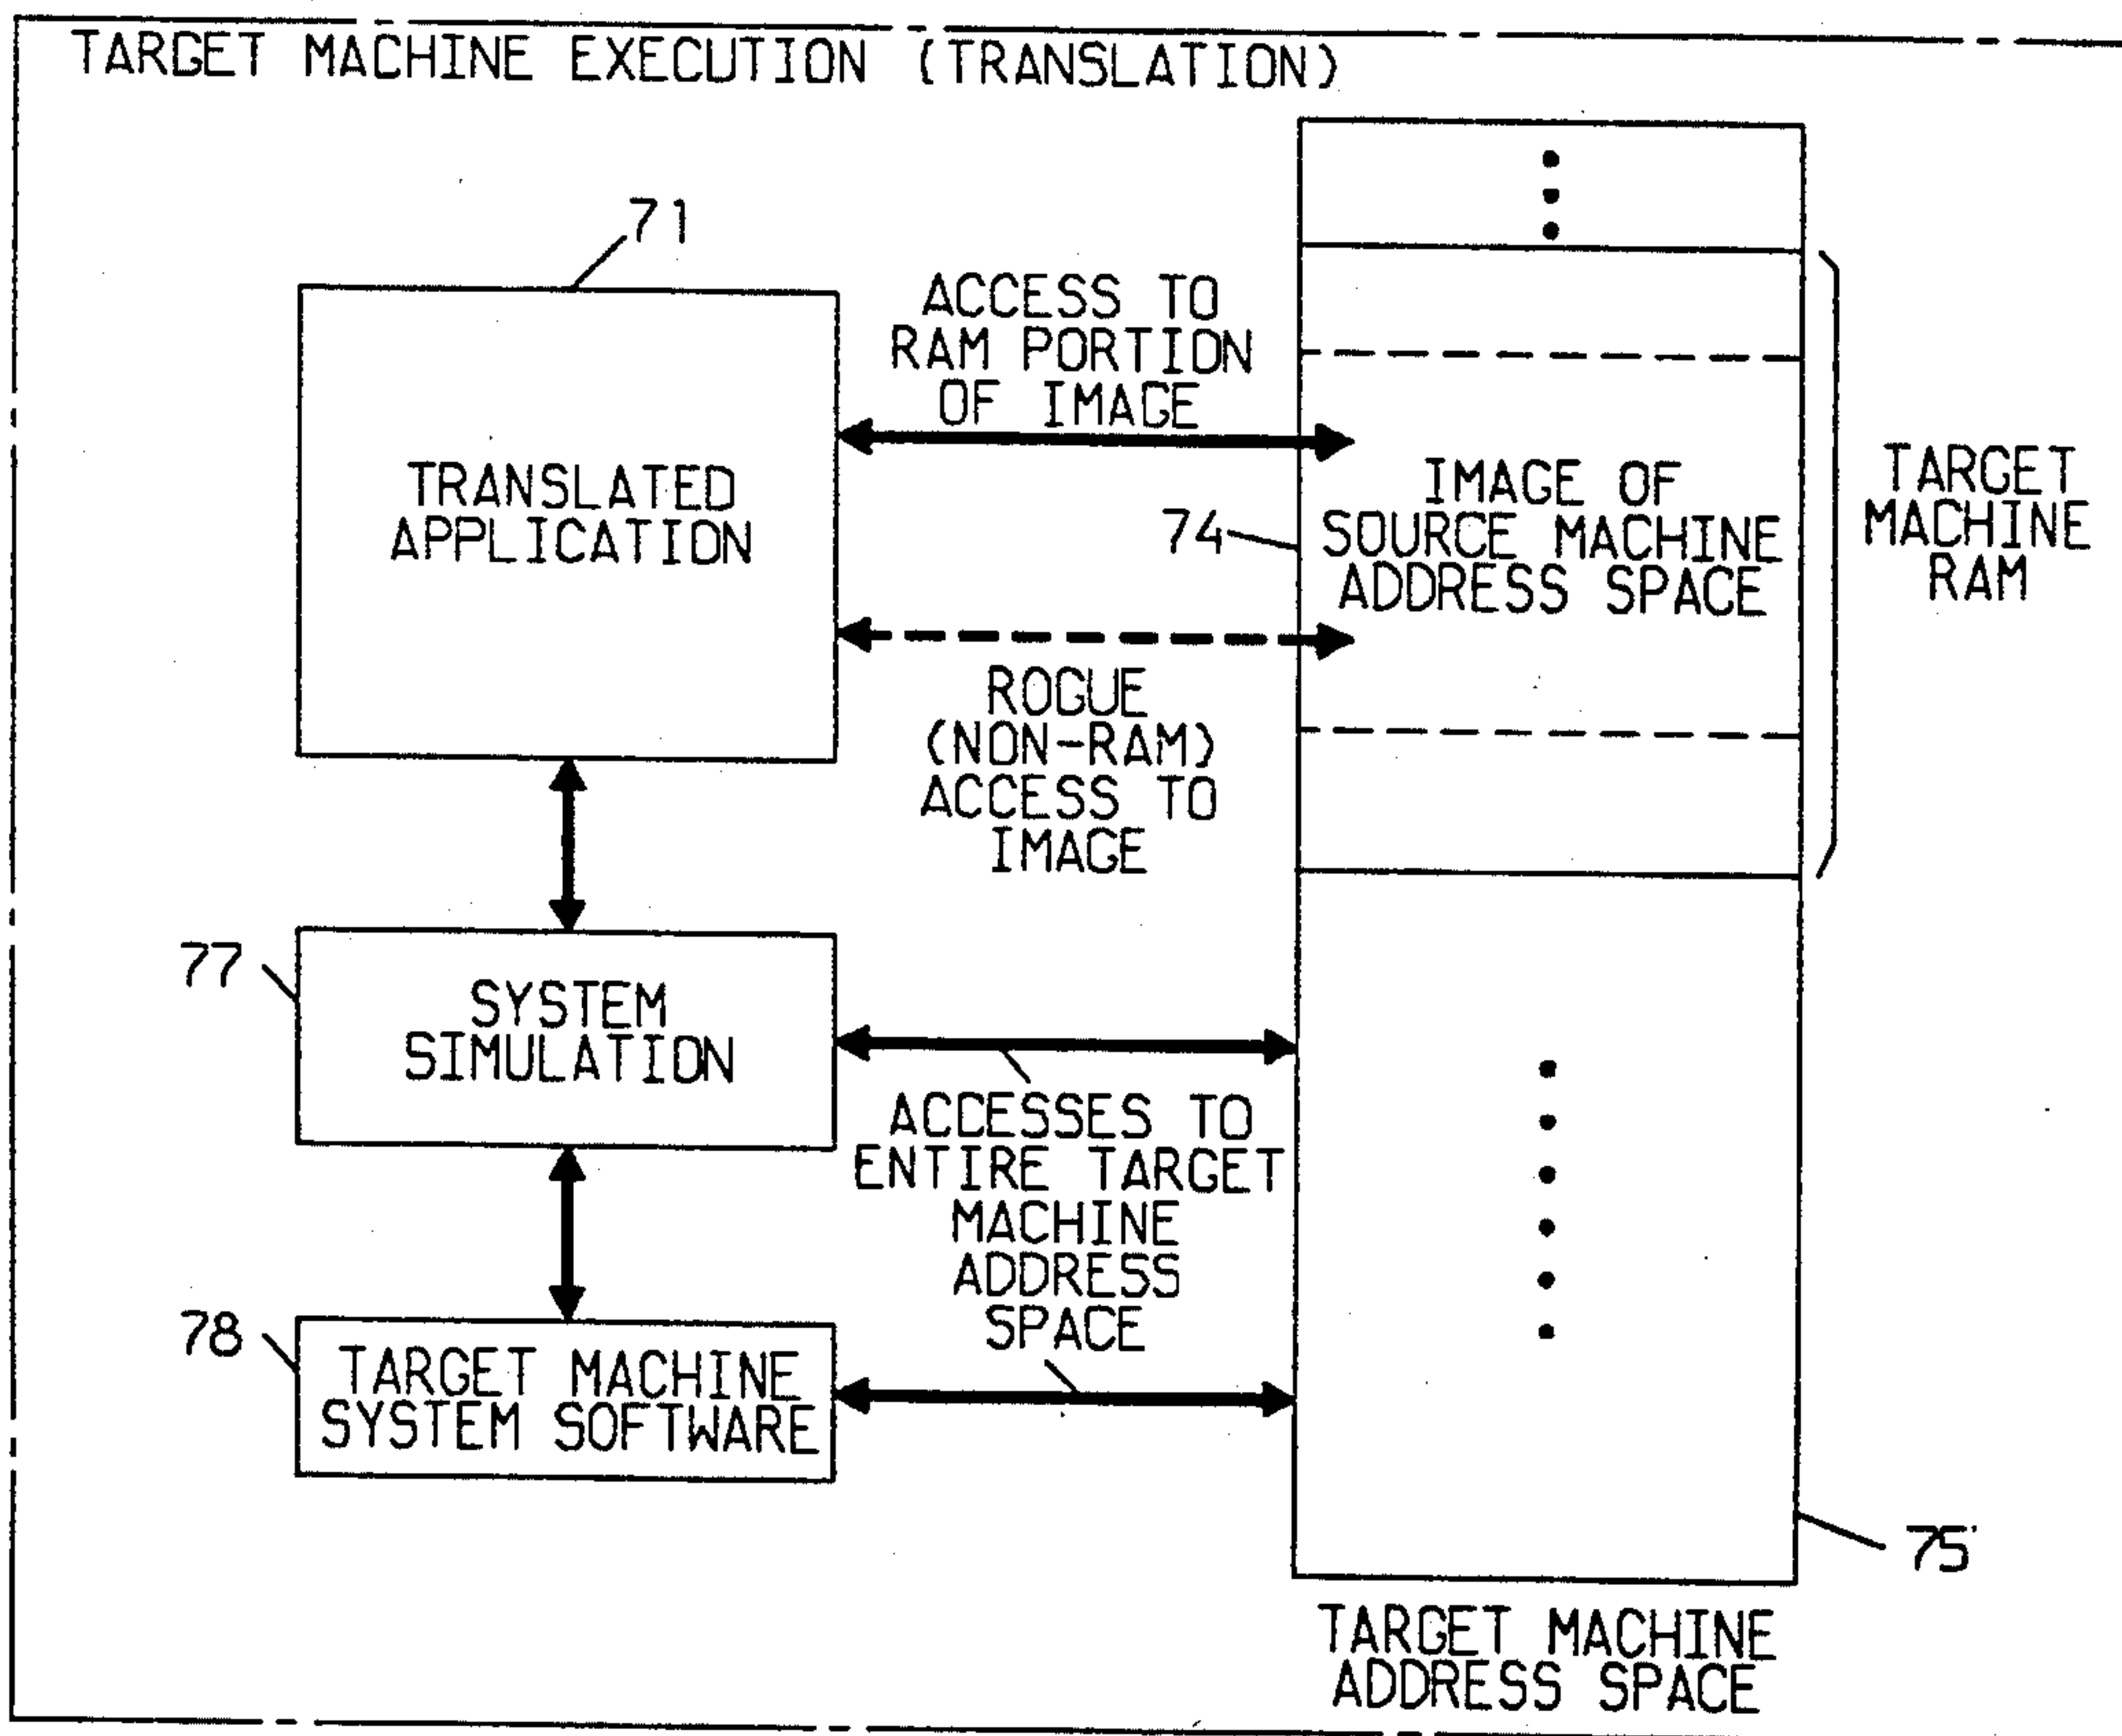 TARGET MACHINE EXECUTION (TRANSLATION)
71
ACCESS TO
RAM PORTION
OF IMAGE
TRANSLATED
APPLICATION
74
IMAGE OF
SOURCE MACHINE
ADDRESS SPACE
TARGET
MACHINE
RAM
ROGUE
(NON-RAM)
ACCESS TO
IMAGE
77
SYSTEM
SIMULATION
ACCESSES TO
ENTIRE TARGET
MACHINE
ADDRESS
SPACE
78
TARGET MACHINE
SYSTEM SOFTWARE
75
TARGET MACHINE
ADDRESS SPACE